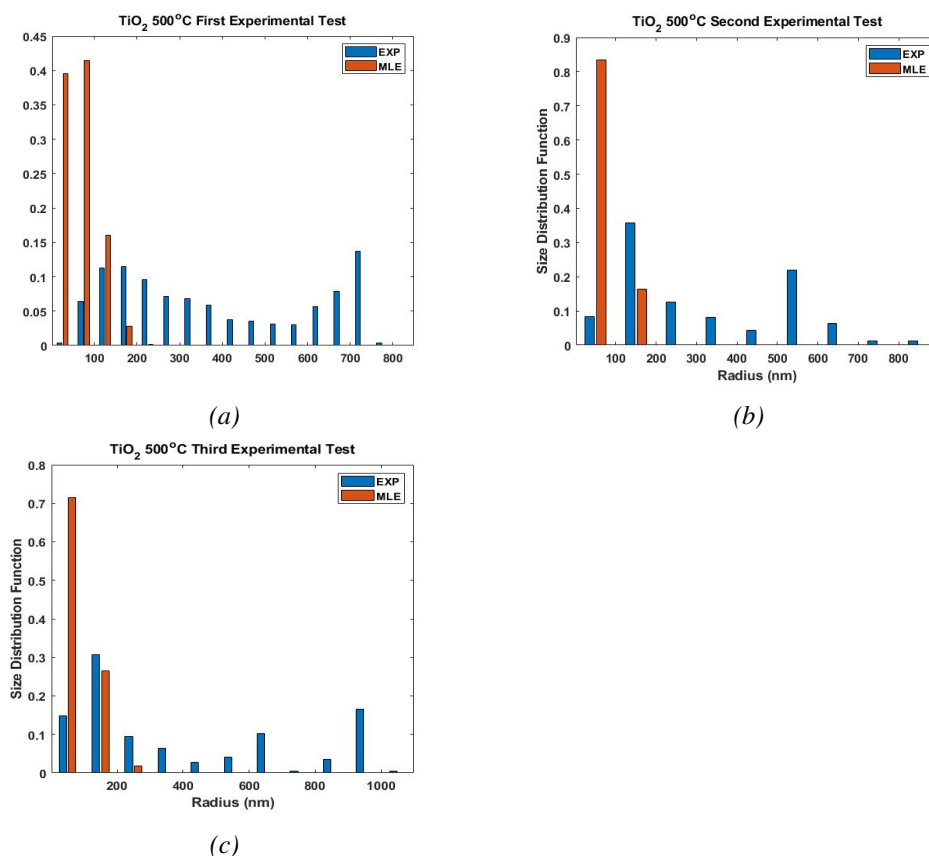 TiO2 500oC First Experimental Test
0.45
0.4
0.35
0.3
0.25
0.2
0.15
0.1
0.05
0
EXP
MLE
100 200 300 400 500 600 700 800
(a)
TiO2 500oC Second Experimental Test
Size Distribution Function
0.9
0.8
0.7
0.6
0.5
0.4
0.3
0.2
0.1
0
EXP
MLE
100 200 300 400 500 600 700 800
Radius (nm)
(b)
TiO2 500oC Third Experimental Test
Size Distribution Function
0.8
0.7
0.6
0.5
0.4
0.3
0.2
0.1
0
EXP
MLE
200 400 600 800 1000
Radius (nm)
(c)